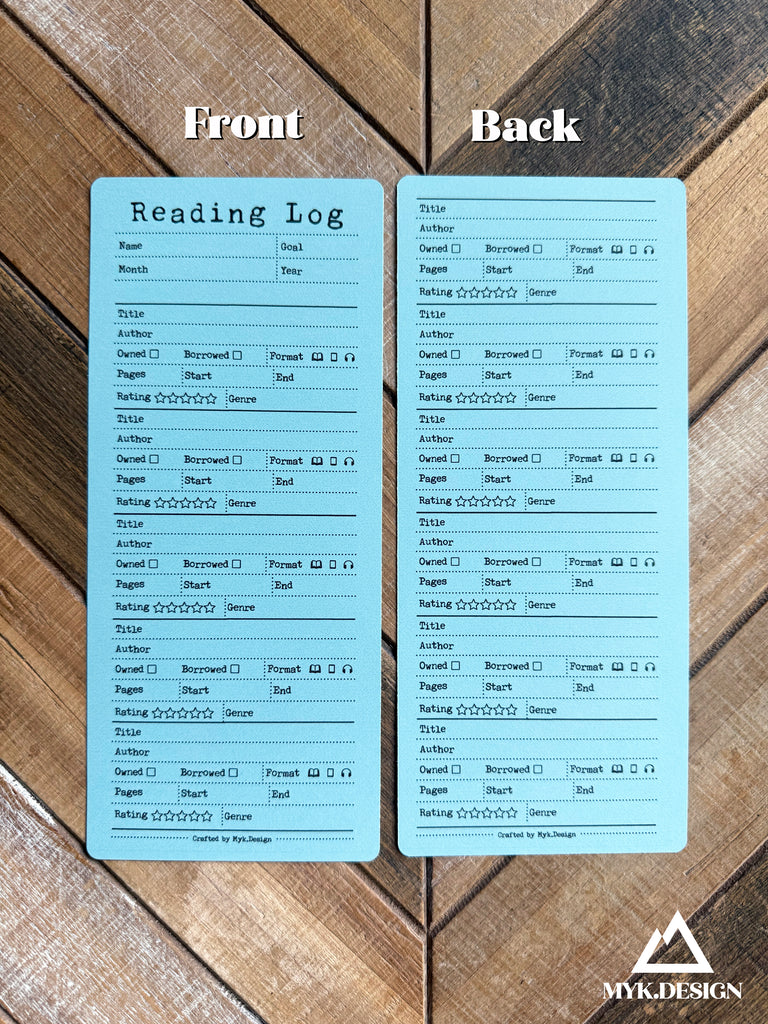 Front
Reading Log
Name Goal
Month Year
Title
Author
Owned Borrowed Format
Pages Start End
Rating Genre
Title
Author
Owned Borrowed Format
Pages Start End
Rating Genre
Title
Author
Owned Borrowed Format
Pages Start End
Rating Genre
Title
Author
Owned Borrowed Format
Pages Start End
Rating Genre
Title
Author
Owned Borrowed Format
Pages Start End
Rating Genre
Crafted by Myk.Design
Back
Title
Author
Owned Borrowed Format
Pages Start End
Rating Genre
Title
Author
Owned Borrowed Format
Pages Start End
Rating Genre
Title
Author
Owned Borrowed Format
Pages Start End
Rating Genre
Title
Author
Owned Borrowed Format
Pages Start End
Rating Genre
Title
Author
Owned Borrowed Format
Pages Start End
Rating Genre
Title
Author
Owned Borrowed Format
Pages Start End
Rating Genre
Crafted by Myk.Design
MYK.DESIGN